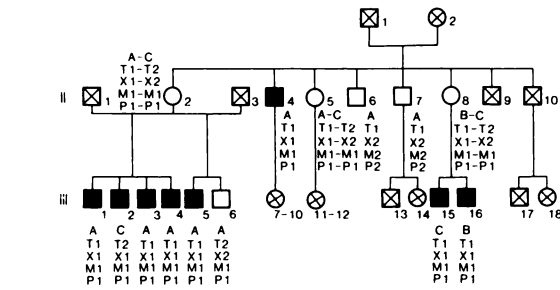 1 2
A-C
T1-T2
X1-X2
M1-M1
P1-P1
II
1 2 3 4 5 6 7 8 9 10
A A-C A A B-C
T1 T1-T2 T1 T1 T1-T2
X1 X1-X2 X2 X2 X1-X2
M1 M1-M1 M2 M2 M1-M1
P1 P1-P1 P2 P2 P1-P1
iii
1 2 3 4 5 6 7-10 11-12 13 14 15 16 17 18
A C A A A A C B
T1 T2 T1 T1 T1 T2 T1 T1
X1 X1 X1 X1 X1 X2 X1 X1
M1 M1 M1 M1 M1 M1 M1 M1
P1 P1 P1 P1 P1 P1 P1 P1